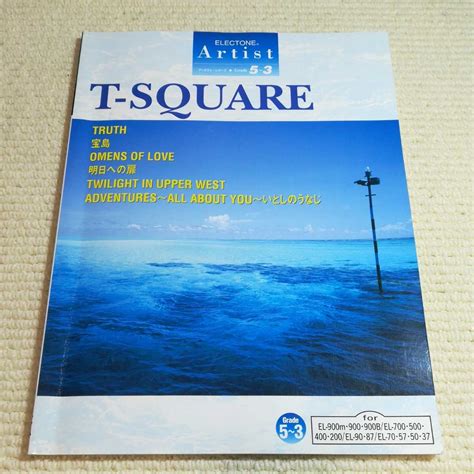 ELECTONE®
Artist
Grade 5-3
T-SQUARE
TRUTH
宝島
OMENS OF LOVE
明日への扉
TWILIGHT IN UPPER WEST
ADVENTURES～ALL ABOUT YOU～いとしのうなじ
Grade
5~3
for
EL-900m・900・900B/EL-700・500・
400・200/EL-90・87/EL-70・57・50・37